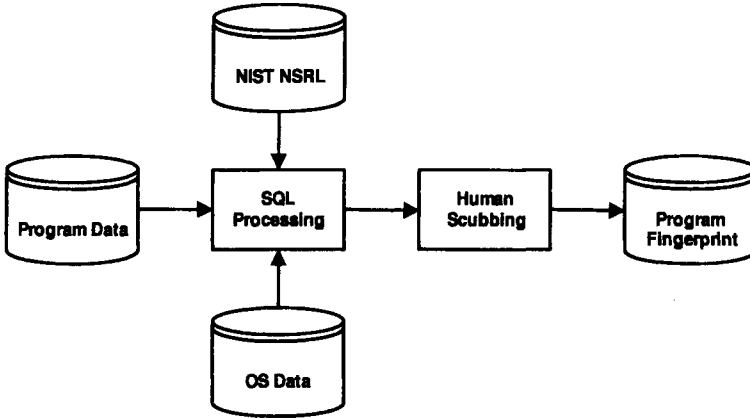 NIST NSRL
Program Data
SQL
Processing
Human
Scubbing
Program
Fingerprint
OS Data